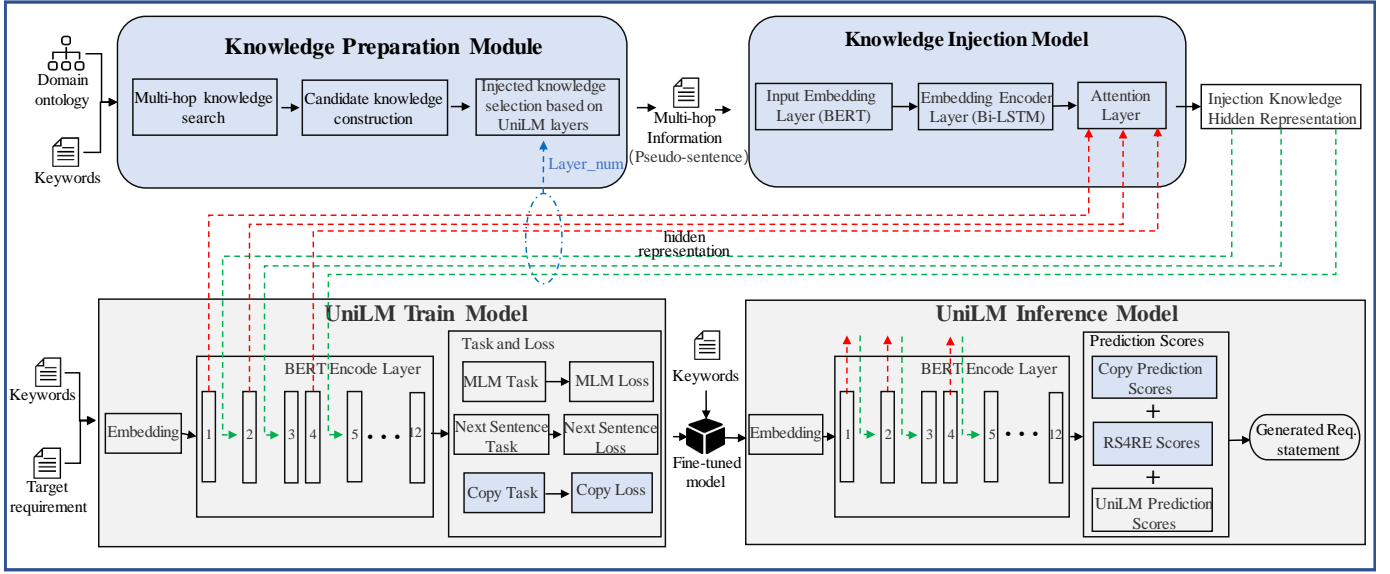 Knowledge Preparation Module
Domain
ontology
Keywords
Multi-hop knowledge
search
Candidate knowledge
construction
Injected knowledge
selection based on
UniLM layers
Layer_num
Multi-hop
Information
(Pseudo-sentence)
Knowledge Injection Model
Input Embedding
Layer (BERT)
Embedding Encoder
Layer (Bi-LSTM)
Attention
Layer
Injection Knowledge
Hidden Representation
hidden
representation
UniLM Train Model
Keywords
Target
requirement
Embedding
BERT Encode Layer
1
2
3
4
5
• • •
12
Task and Loss
MLM Task
MLM Loss
Next Sentence
Task
Next Sentence
Loss
Copy Task
Copy Loss
Keywords
Fine-tuned
model
UniLM Inference Model
Embedding
BERT Encode Layer
1
2
3
4
5
• • •
12
Prediction Scores
Copy Prediction
Scores
+
RS4RE Scores
+
UniLM Prediction
Scores
Generated Req.
statement